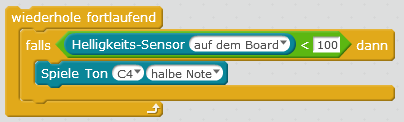 wiederhole fortlaufend
falls Helligkeits-Sensor auf dem Board < 100 dann
Spiele Ton C4 halbe Note